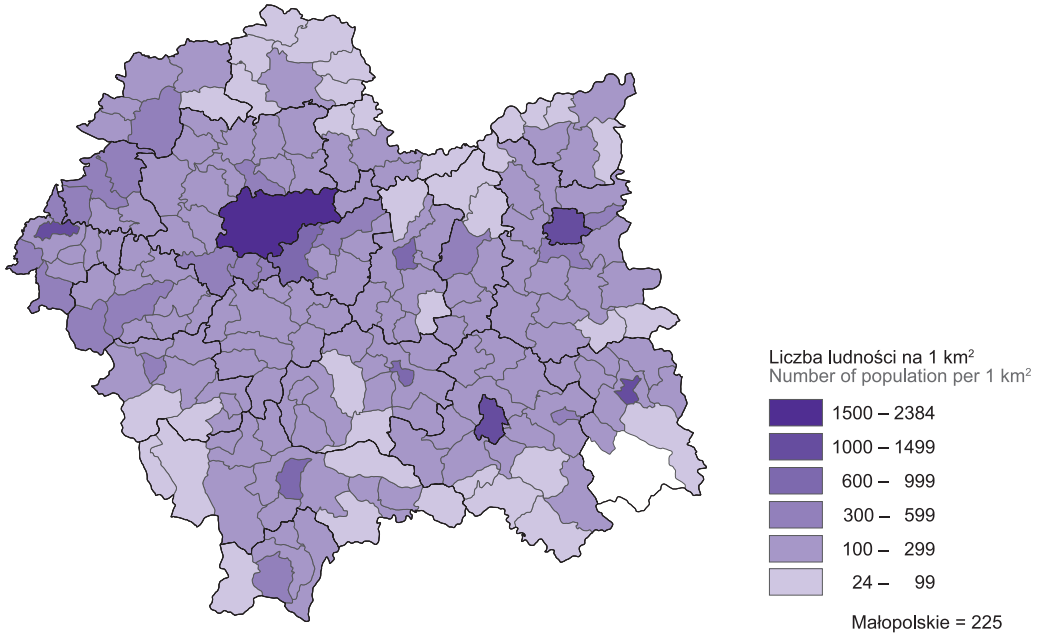 Liczba ludności na 1 km²
Number of population per 1 km²
1500 – 2384
1000 – 1499
600 – 999
300 – 599
100 – 299
24 – 99
Małopolskie = 225